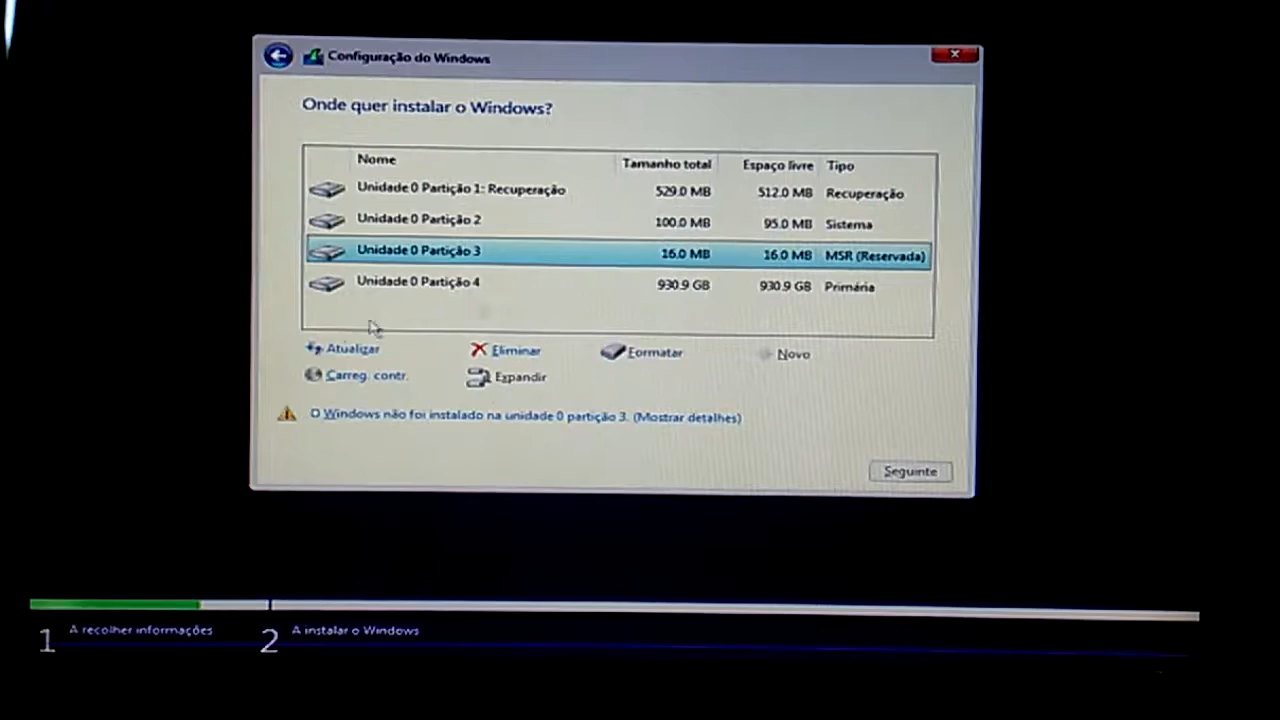 Configuração do Windows
Onde quer instalar o Windows?
Nome Tamanho total Espaço livre Tipo
Unidade 0 Partição 1: Recuperação 529.0 MB 512.0 MB Recuperação
Unidade 0 Partição 2 100.0 MB 95.0 MB Sistema
Unidade 0 Partição 3 16.0 MB 16.0 MB MSR (Reservada)
Unidade 0 Partição 4 930.9 GB 930.9 GB Primária
Atualizar Eliminar Formatar Novo
Carreg. contr. Expandir
O Windows não foi instalado na unidade 0 partição 3. (Mostrar detalhes)
Seguinte
1 A recolher informações 2 A instalar o Windows